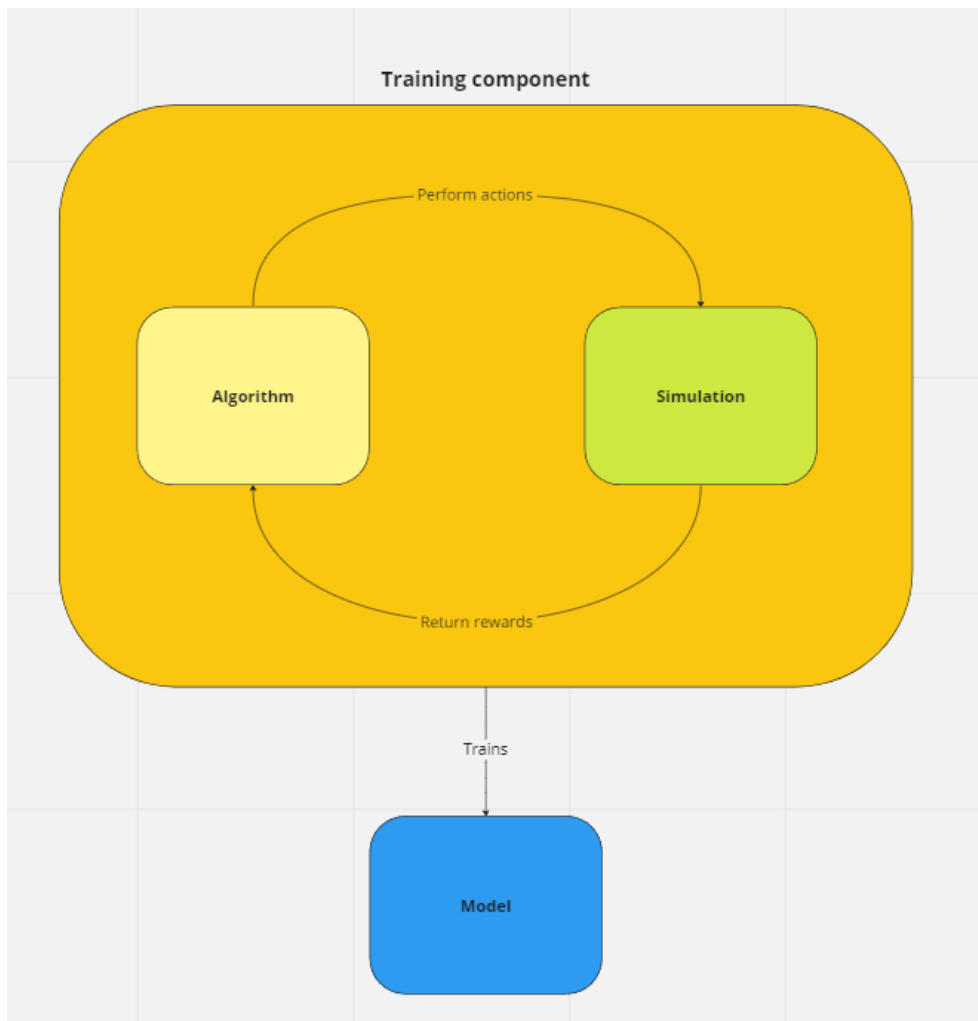 Training component
Perform actions
Algorithm
Simulation
Return rewards
Trains
Model